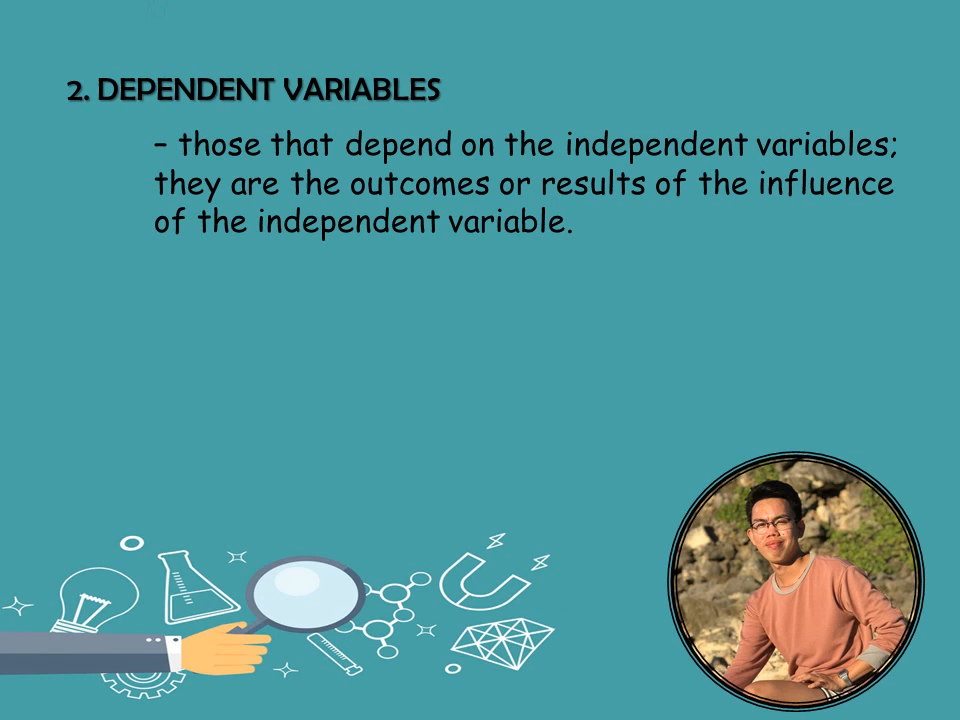 2. DEPENDENT VARIABLES
– those that depend on the independent variables;
they are the outcomes or results of the influence
of the independent variable.